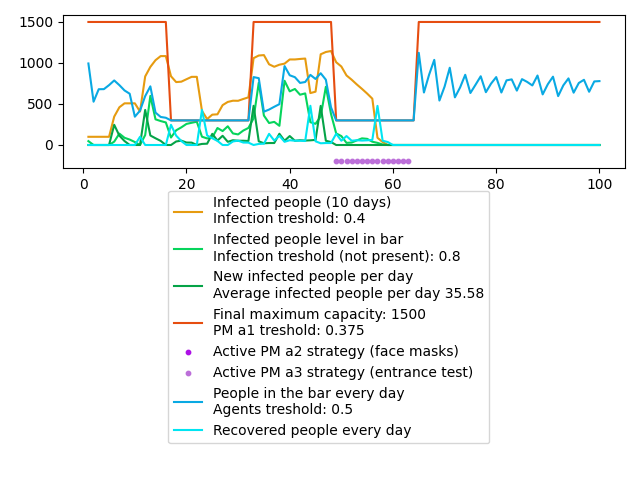 1500
1000
500
0
0 20 40 60 80 100
Infected people (10 days)
Infection treshold: 0.4
Infected people level in bar
Infection treshold (not present): 0.8
New infected people per day
Average infected people per day 35.58
Final maximum capacity: 1500
PM a1 treshold: 0.375
Active PM a2 strategy (face masks)
Active PM a3 strategy (entrance test)
People in the bar every day
Agents treshold: 0.5
Recovered people every day